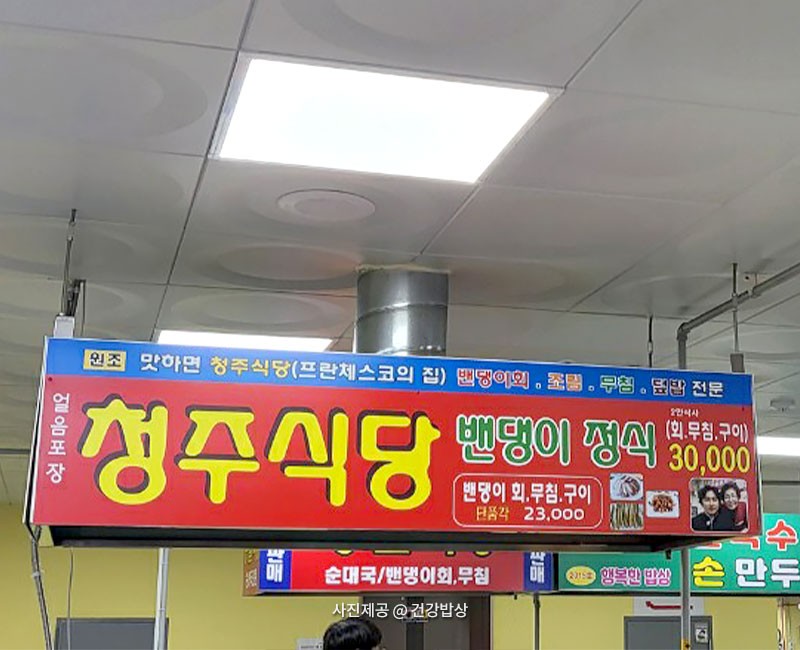 원조 맛하면 청주식당(프란체스코의 집) 밴댕이회 . 조림 . 무침 . 덮밥 전문
얼음포장
청주식당
밴댕이 정식
2인식사
(회.무침.구이)
30,000
밴댕이 회.무침.구이
단품각 23,000
판매
순대국/밴댕이회,무침
행복한 밥상
손 만두
사진제공 @ 건강밥상